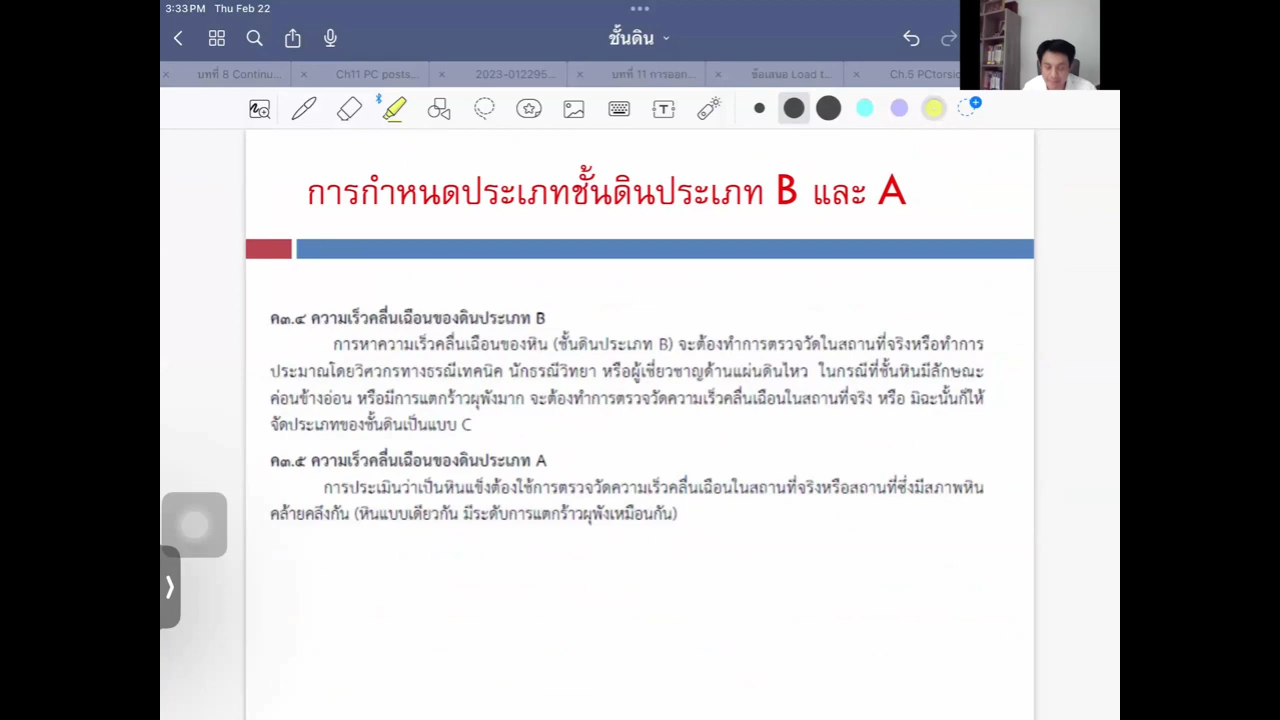 3:33 PM Thu Feb 22
ชั้นดิน
บทที่ 8 Continu...
Ch11 PC posts...
2023-012295...
บทที่ 11 การออก...
ข้อเสนอ Load t...
Ch.5 PCtorsio
การกำหนดประเภทชั้นดินประเภท B และ A
ค๓.๔ ความเร็วคลื่นเฉือนของดินประเภท B
การหาความเร็วคลื่นเฉือนของหิน (ชั้นดินประเภท B) จะต้องทำการตรวจวัดในสถานที่จริงหรือทำการ
ประมาณโดยวิศวกรทางธรณีเทคนิค นักธรณีวิทยา หรือผู้เชี่ยวชาญด้านแผ่นดินไหว ในกรณีที่ชั้นหินมีลักษณะ
ค่อนข้างอ่อน หรือมีการแตกร้าวผุพังมาก จะต้องทำการตรวจวัดความเร็วคลื่นเฉือนในสถานที่จริง หรือ มิฉะนั้นก็ให้
จัดประเภทของชั้นดินเป็นแบบ C
ค๓.๕ ความเร็วคลื่นเฉือนของดินประเภท A
การประเมินว่าเป็นหินแข็งต้องใช้การตรวจวัดความเร็วคลื่นเฉือนในสถานที่จริงหรือสถานที่ซึ่งมีสภาพหิน
คล้ายคลึงกัน (หินแบบเดียวกัน มีระดับการแตกร้าวผุพังเหมือนกัน)